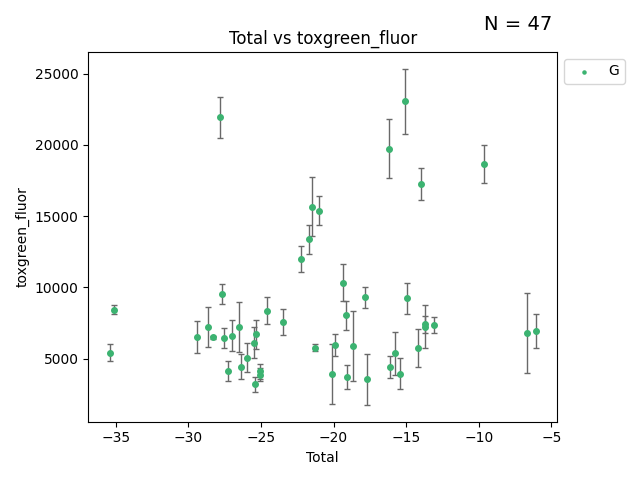 N = 47
Total vs toxgreen_fluor
G
25000
20000
15000
10000
5000
toxgreen_fluor
−35 −30 −25 −20 −15 −10 −5
Total